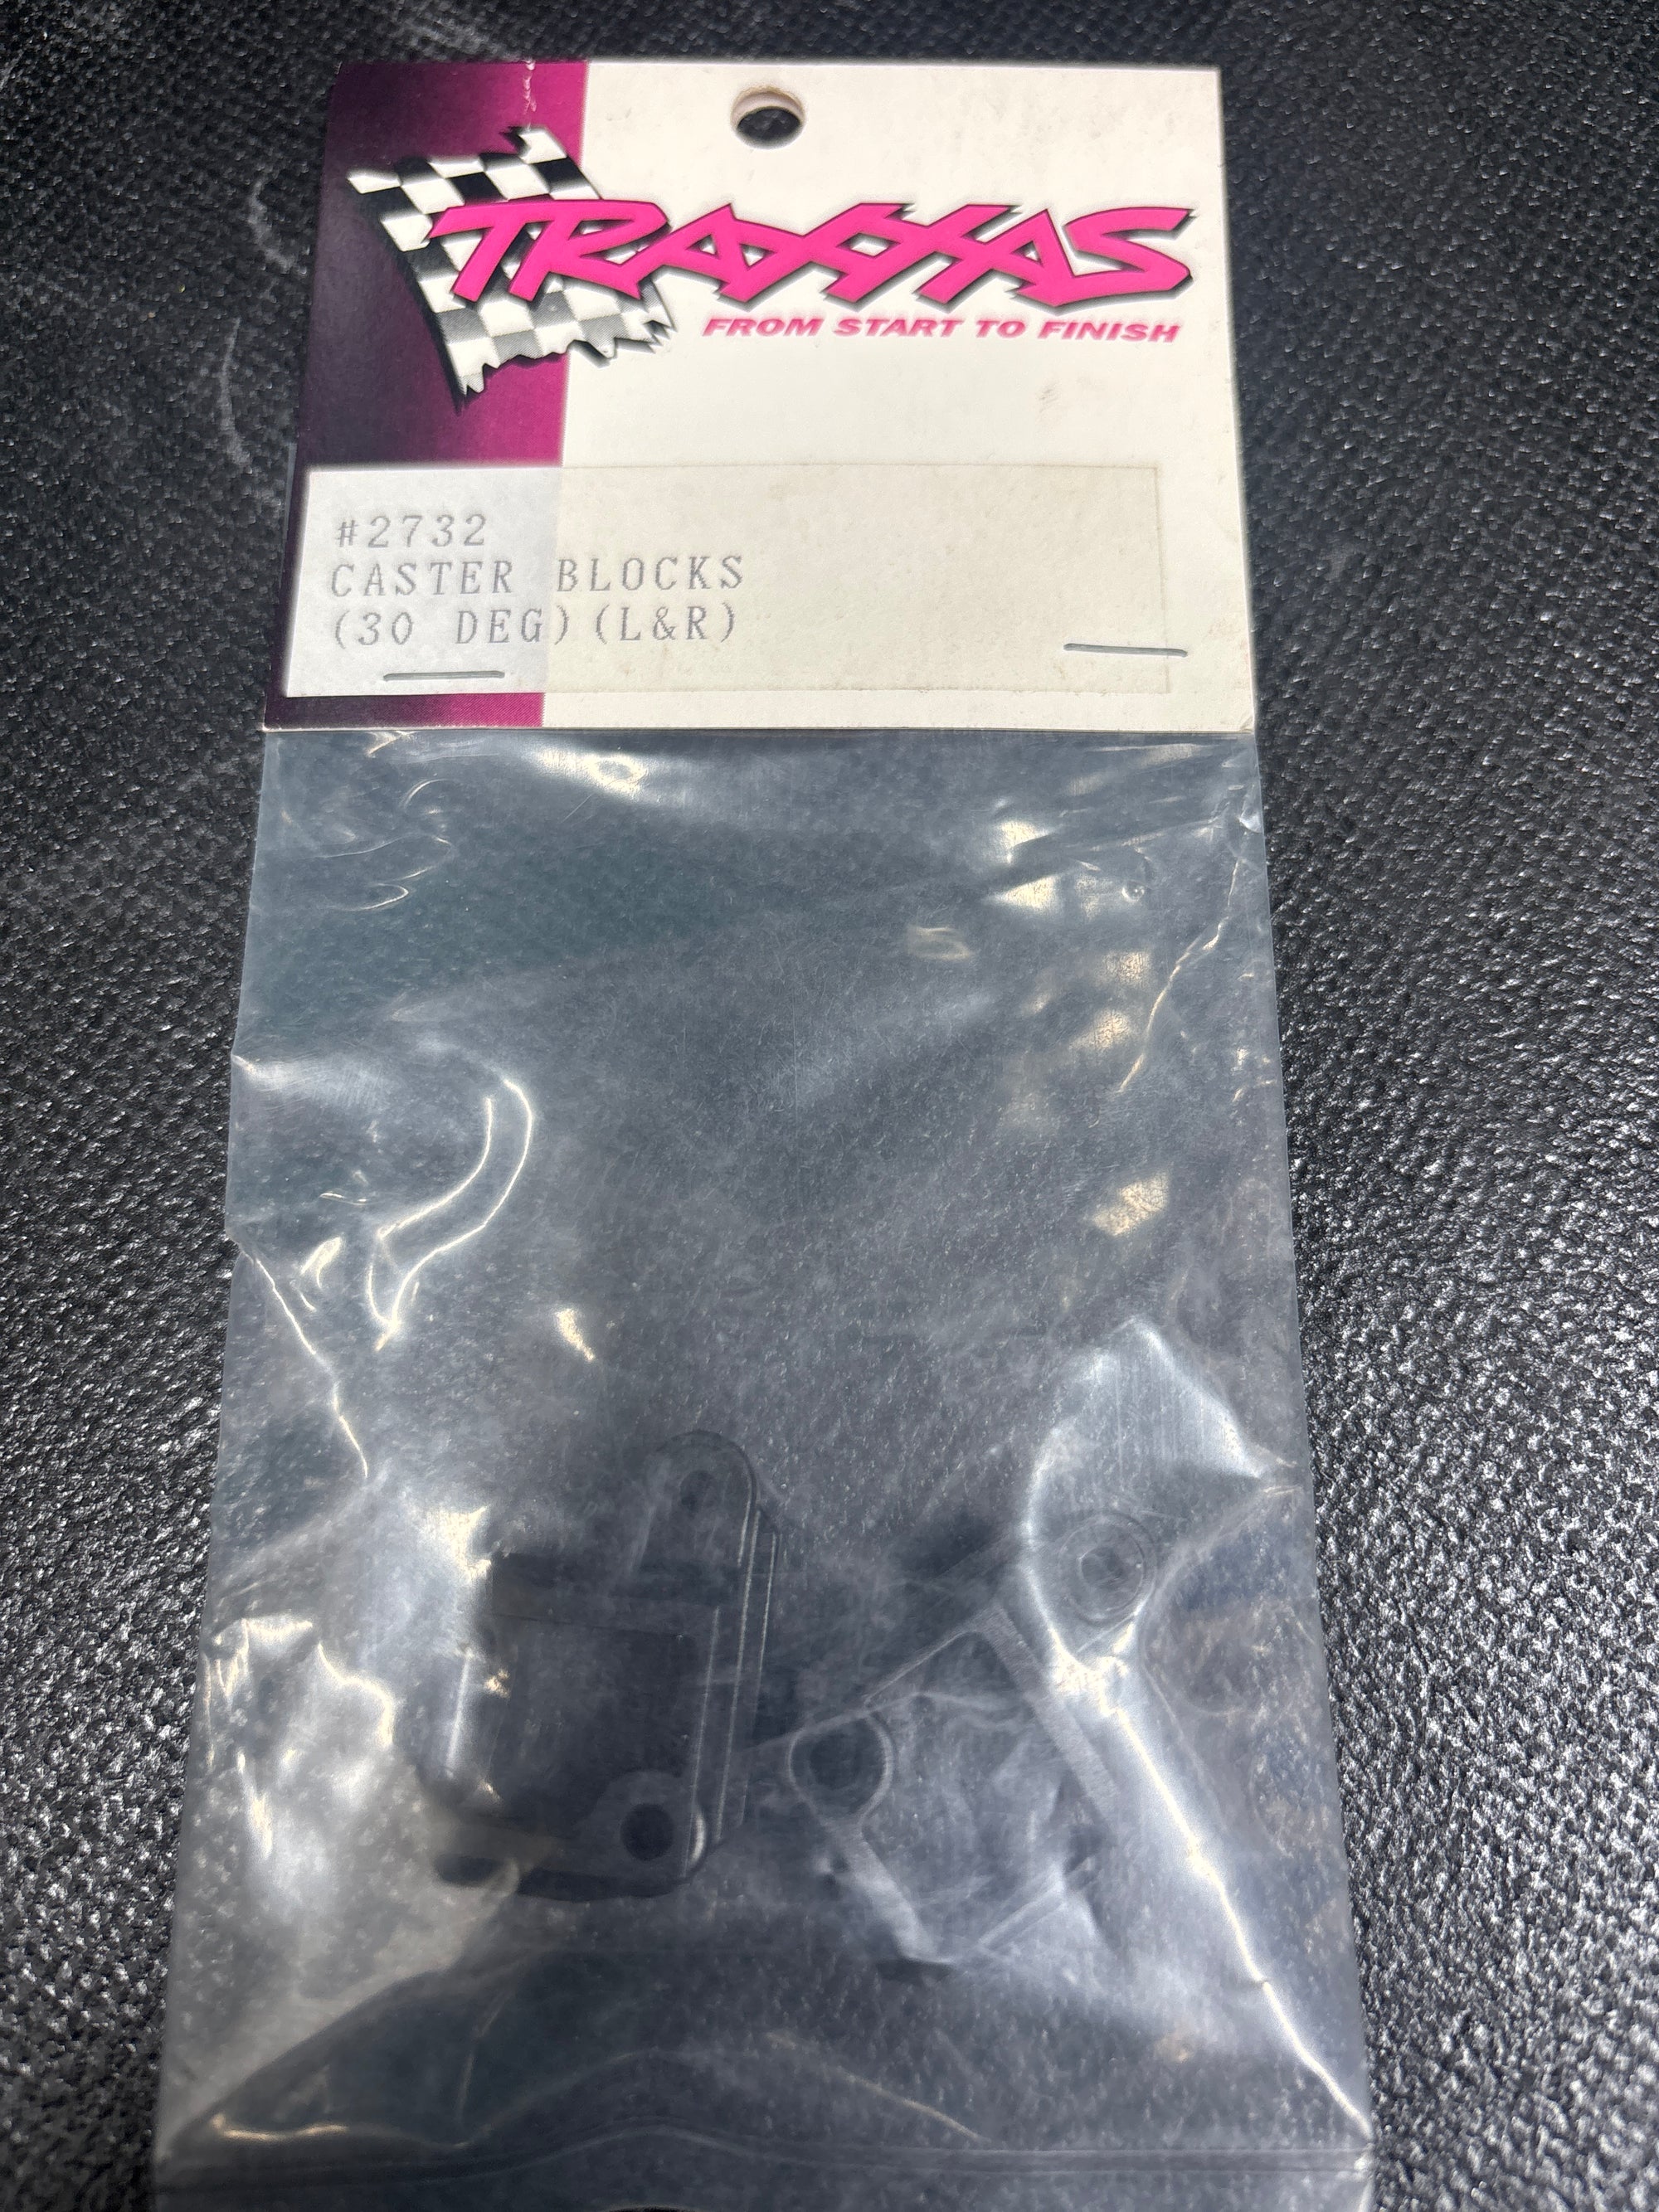 TRAXXAS
FROM START TO FINISH
#2732
CASTER BLOCKS
(30 DEG)(L&R)